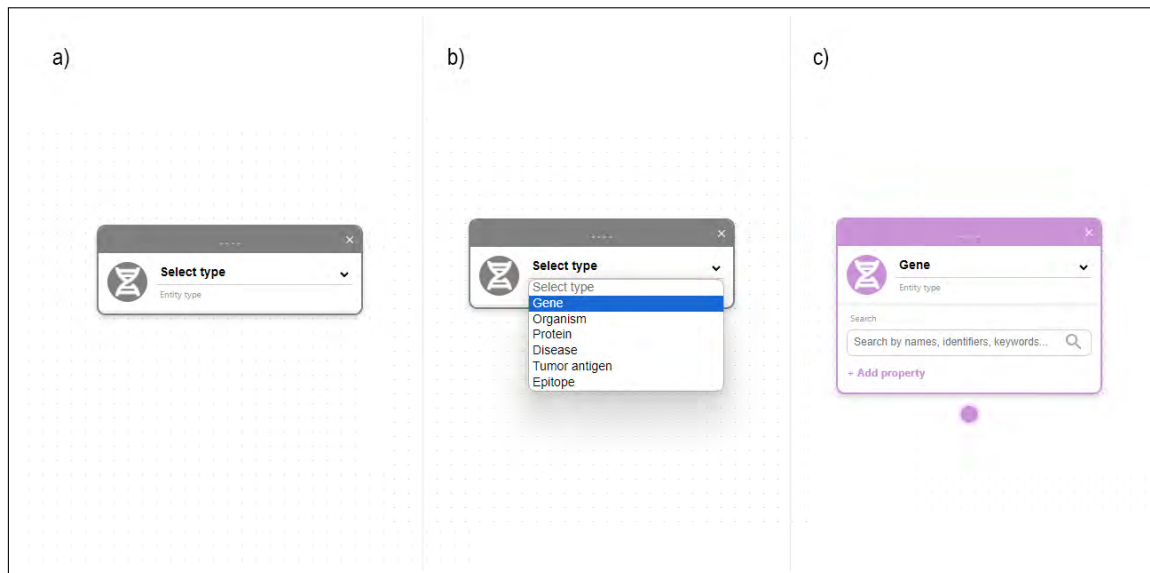 a)
Select type
Entity type
b)
Select type
Select type
Gene
Organism
Protein
Disease
Tumor antigen
Epitope
c)
Gene
Entity type
Search
Search by names, identifiers, keywords...
+ Add property